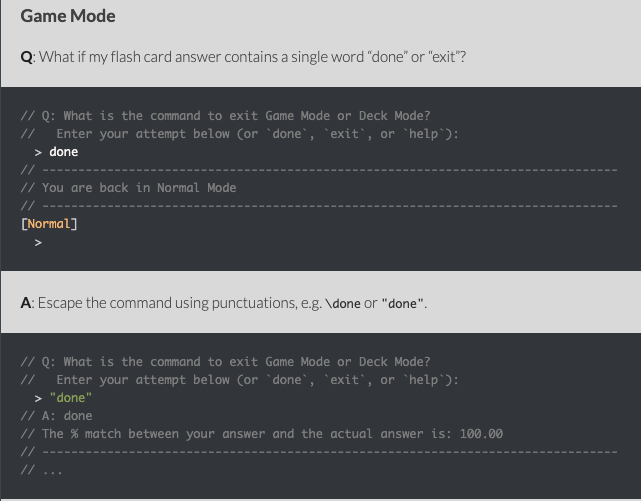 Game Mode
Q: What if my flash card answer contains a single word “done” or “exit”?
// Q: What is the command to exit Game Mode or Deck Mode?
//   Enter your attempt below (or `done`, `exit`, or `help`):
  > done
// -------------------------------------------------------------------------------
// You are back in Normal Mode
// -------------------------------------------------------------------------------
[Normal]
  >
A: Escape the command using punctuations, e.g. \done or "done".
// Q: What is the command to exit Game Mode or Deck Mode?
//   Enter your attempt below (or `done`, `exit`, or `help`):
  > "done"
// A: done
// The % match between your answer and the actual answer is: 100.00
// -------------------------------------------------------------------------------
// ...